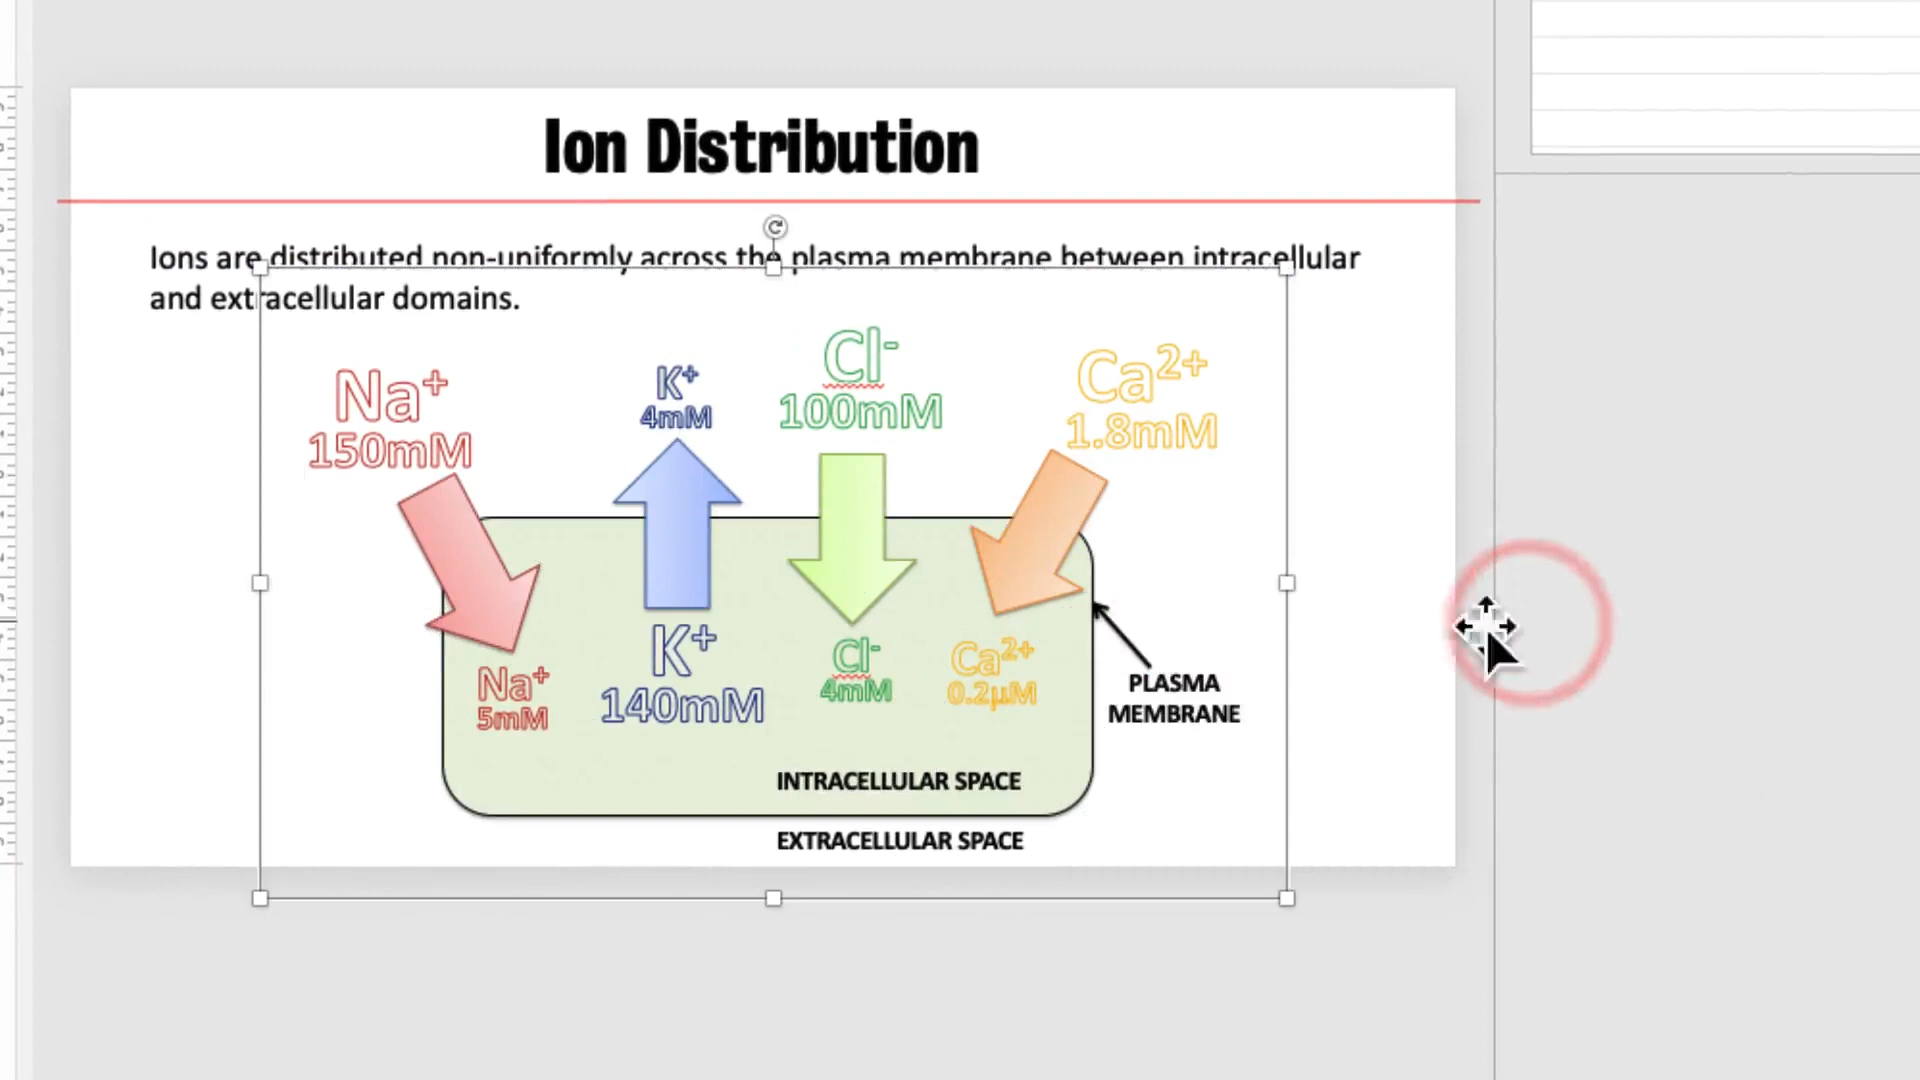 Ion Distribution
Ions are distributed non-uniformly across the plasma membrane between intracellular
and extracellular domains.
Na⁺
150mM
K⁺
4mM
Cl⁻
100mM
Ca²⁺
1.8mM
Na⁺
5mM
K⁺
140mM
Cl⁻
4mM
Ca²⁺
0.2µM
PLASMA
MEMBRANE
INTRACELLULAR SPACE
EXTRACELLULAR SPACE